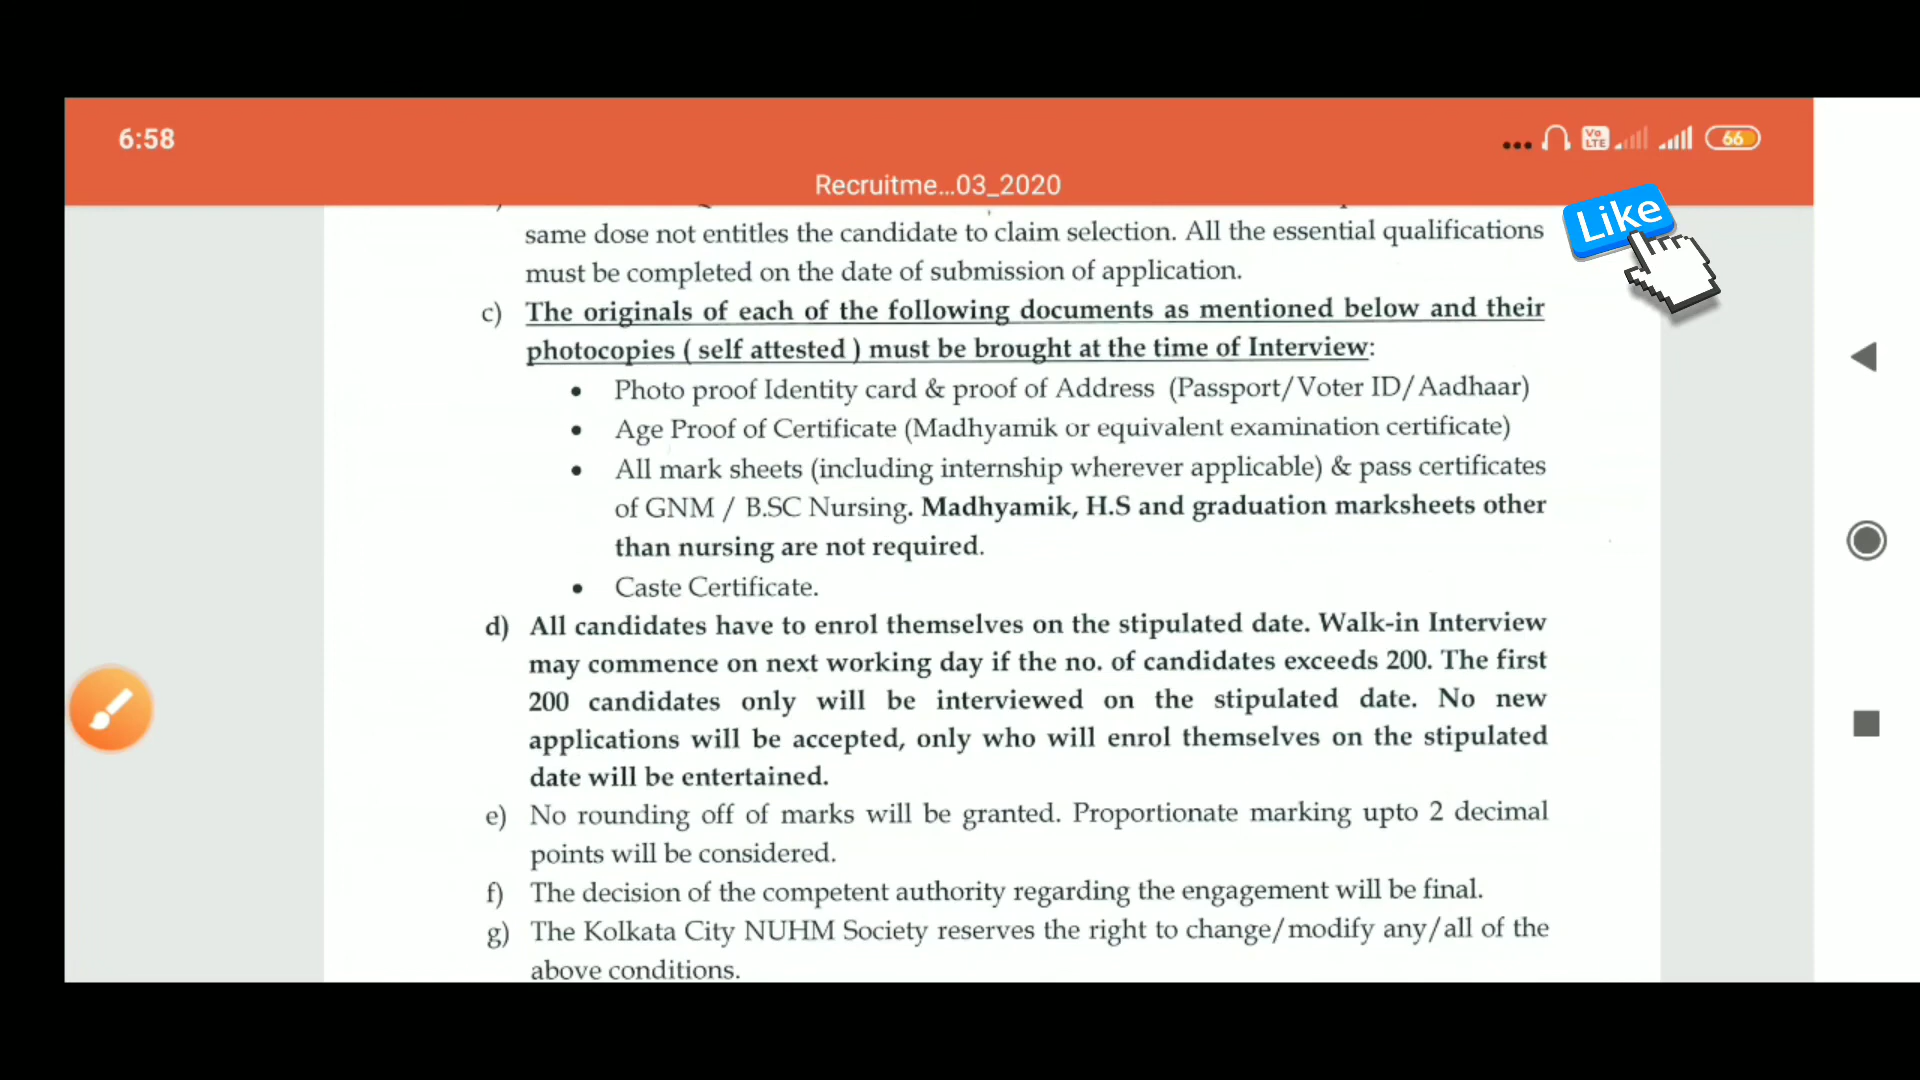 6:58
Vo
LTE
66
Recruitme...03_2020
Like
same dose not entitles the candidate to claim selection. All the essential qualifications
must be completed on the date of submission of application.
c) The originals of each of the following documents as mentioned below and their
photocopies ( self attested ) must be brought at the time of Interview:
• Photo proof Identity card & proof of Address (Passport/Voter ID/Aadhaar)
• Age Proof of Certificate (Madhyamik or equivalent examination certificate)
• All mark sheets (including internship wherever applicable) & pass certificates
of GNM / B.SC Nursing. Madhyamik, H.S and graduation marksheets other
than nursing are not required.
• Caste Certificate.
d) All candidates have to enrol themselves on the stipulated date. Walk-in Interview
may commence on next working day if the no. of candidates exceeds 200. The first
200 candidates only will be interviewed on the stipulated date. No new
applications will be accepted, only who will enrol themselves on the stipulated
date will be entertained.
e) No rounding off of marks will be granted. Proportionate marking upto 2 decimal
points will be considered.
f) The decision of the competent authority regarding the engagement will be final.
g) The Kolkata City NUHM Society reserves the right to change/modify any/all of the
above conditions.